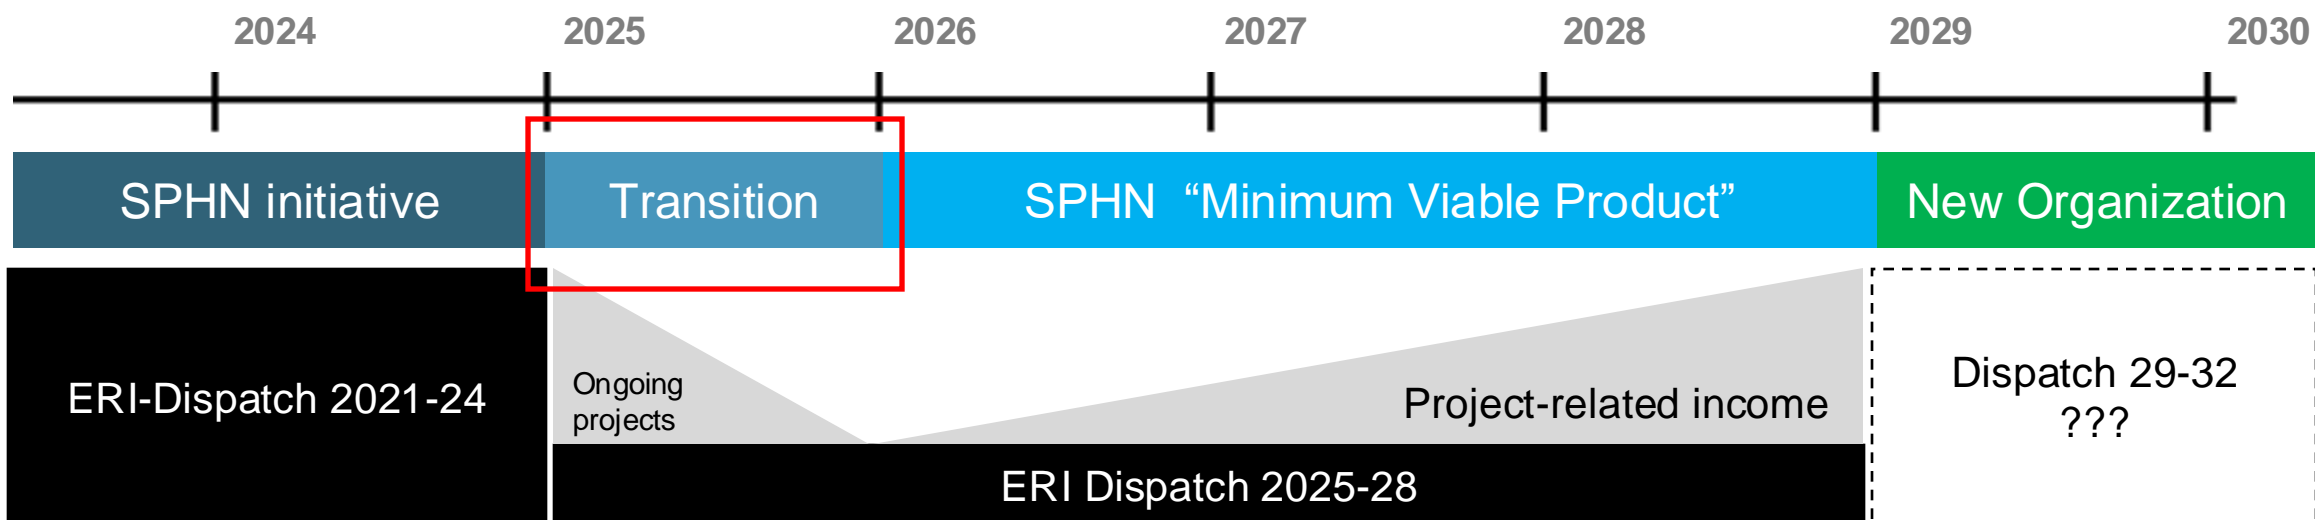 2024 2025 2026 2027 2028 2029 2030
SPHN initiative
Transition
SPHN “Minimum Viable Product”
New Organization
ERI-Dispatch 2021-24
Ongoing
projects
Project-related income
ERI Dispatch 2025-28
Dispatch 29-32
???